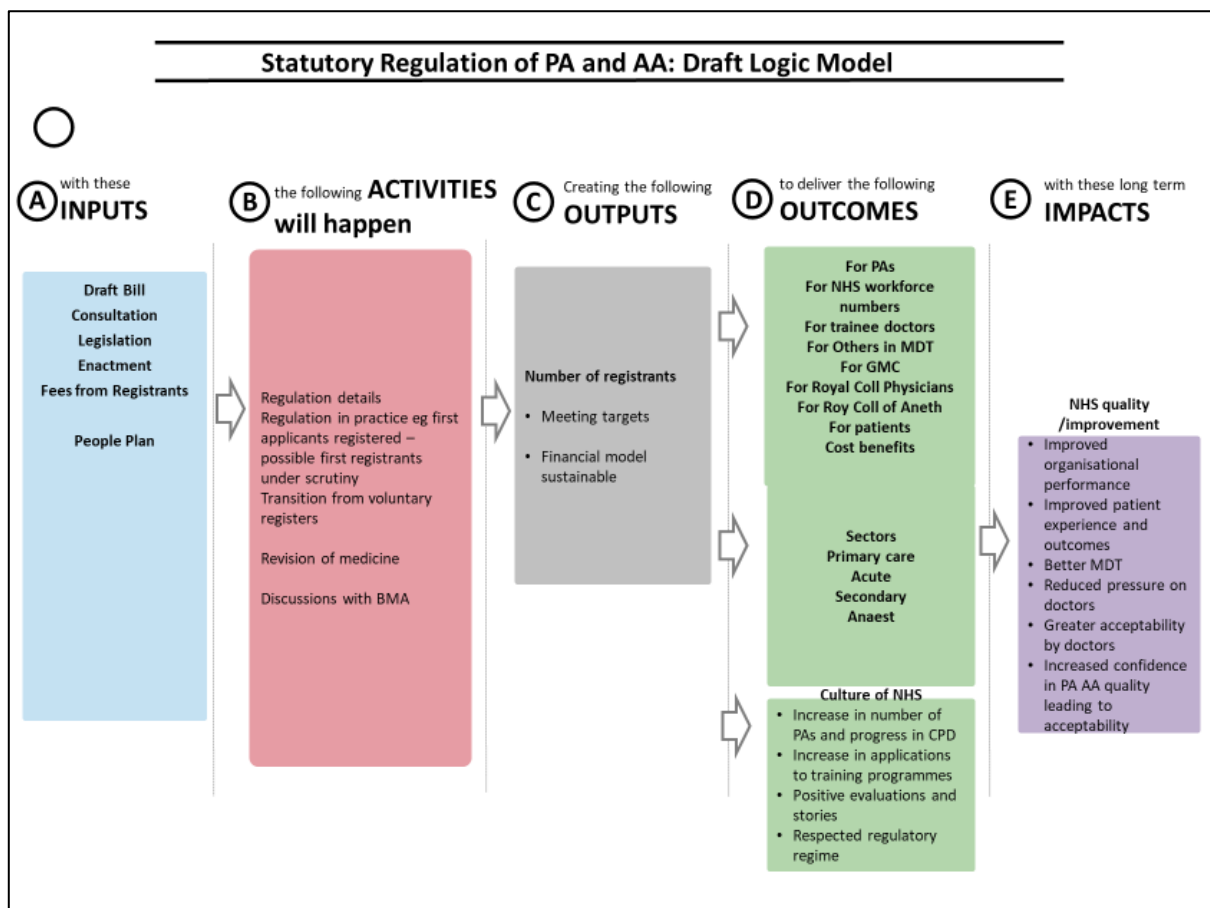 Statutory Regulation of PA and AA: Draft Logic Model
A
with these
INPUTS
Draft Bill
Consultation
Legislation
Enactment
Fees from Registrants
People Plan
B
the following ACTIVITIES
will happen
Regulation details
Regulation in practice eg first
applicants registered –
possible first registrants
under scrutiny
Transition from voluntary
registers
Revision of medicine
Discussions with BMA
C
Creating the following
OUTPUTS
Number of registrants
• Meeting targets
• Financial model
sustainable
D
to deliver the following
OUTCOMES
For PAs
For NHS workforce
numbers
For trainee doctors
For Others in MDT
For GMC
For Royal Coll Physicians
For Roy Coll of Aneth
For patients
Cost benefits
Sectors
Primary care
Acute
Secondary
Anaest
Culture of NHS
• Increase in number of
PAs and progress in CPD
• Increase in applications
to training programmes
• Positive evaluations and
stories
• Respected regulatory
regime
E
with these long term
IMPACTS
NHS quality
/improvement
• Improved
organisational
performance
• Improved patient
experience and
outcomes
• Better MDT
• Reduced pressure on
doctors
• Greater acceptability
by doctors
• Increased confidence
in PA AA quality
leading to
acceptability